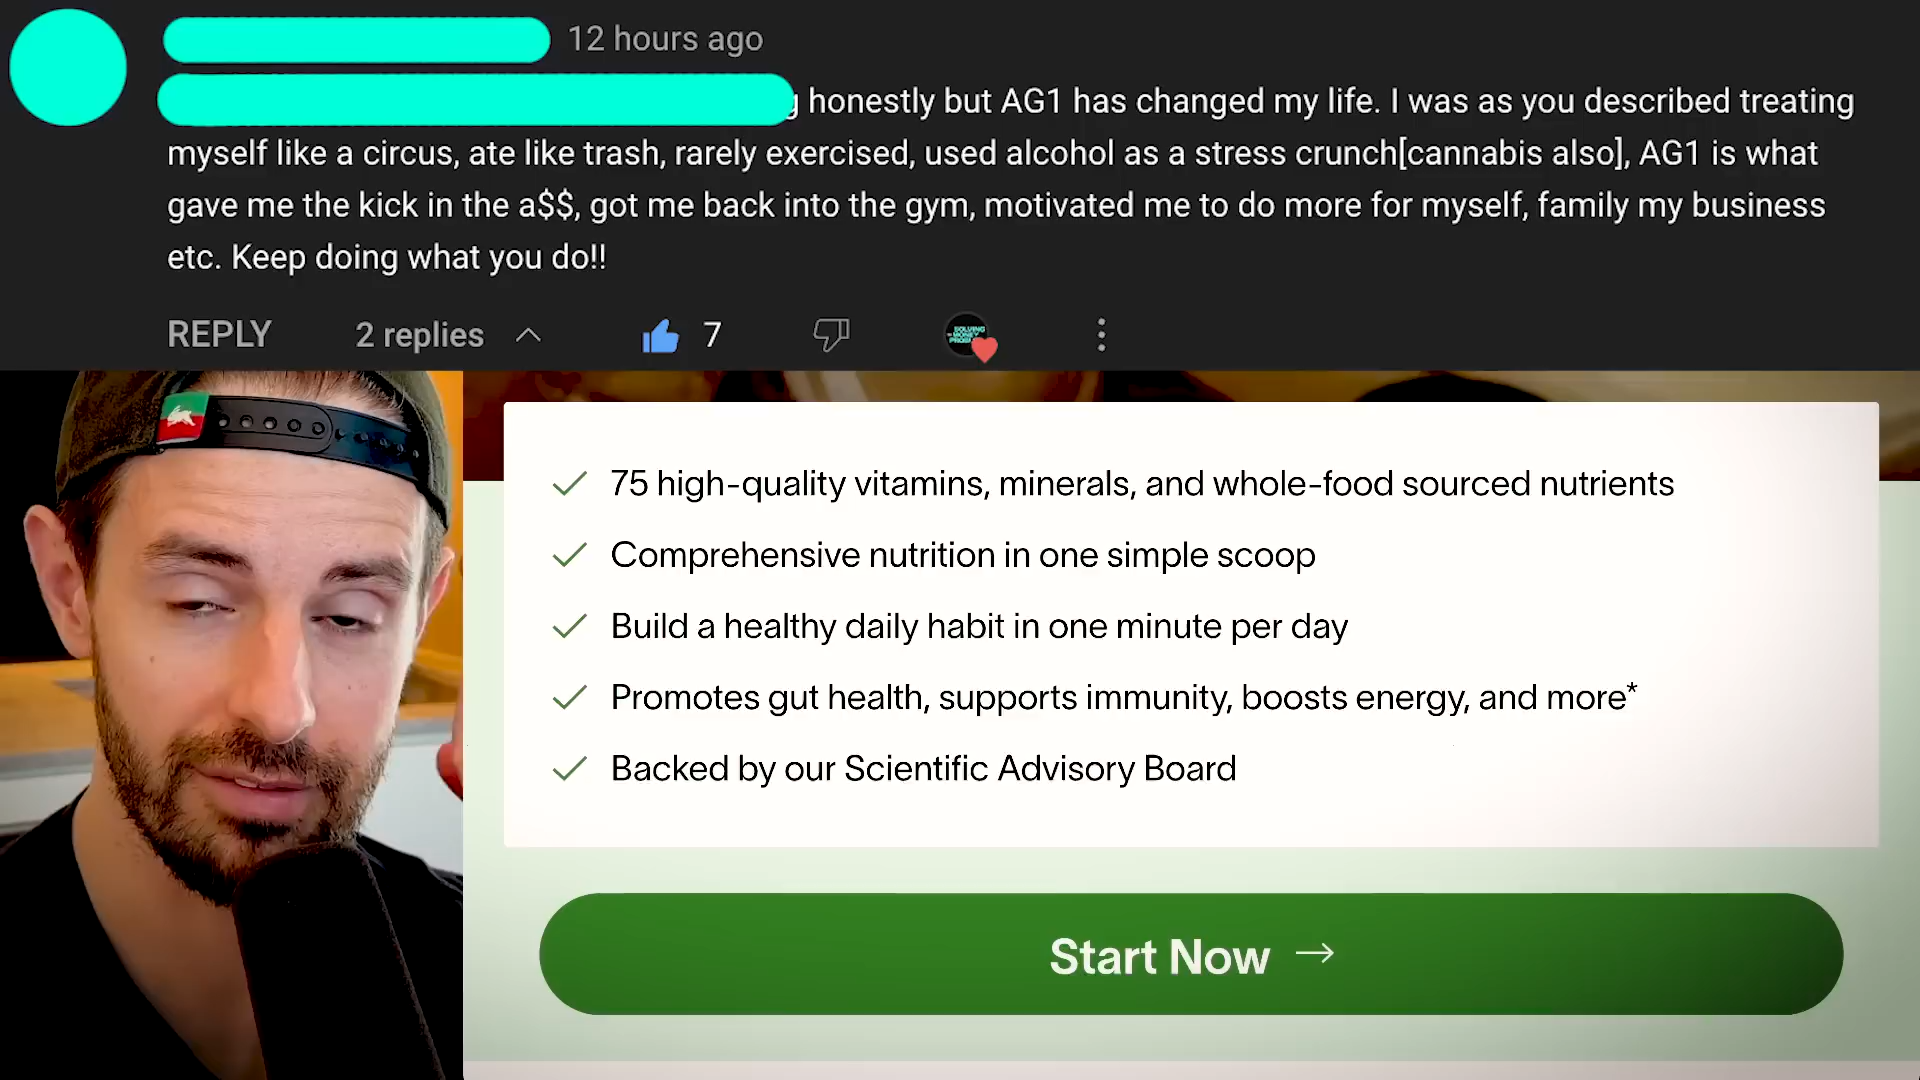 12 hours ago
honestly but AG1 has changed my life. I was as you described treating
myself like a circus, ate like trash, rarely exercised, used alcohol as a stress crunch[cannabis also], AG1 is what
gave me the kick in the a$$, got me back into the gym, motivated me to do more for myself, family my business
etc. Keep doing what you do!!
REPLY 2 replies 7
SOLVING
MONEY
75 high-quality vitamins, minerals, and whole-food sourced nutrients
Comprehensive nutrition in one simple scoop
Build a healthy daily habit in one minute per day
Promotes gut health, supports immunity, boosts energy, and more*
Backed by our Scientific Advisory Board
Start Now →